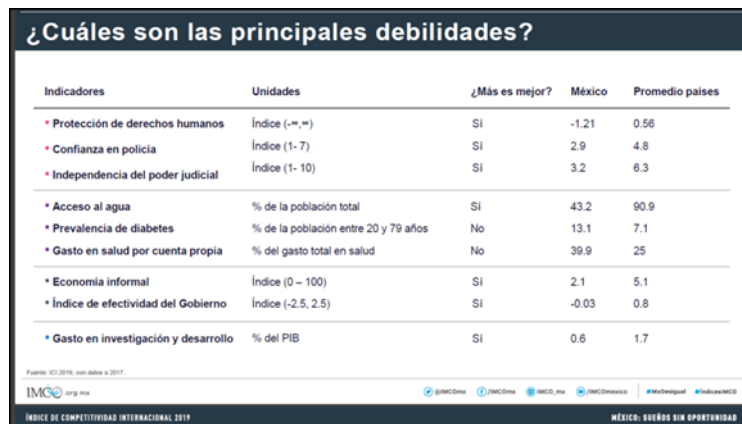 ¿Cuáles son las principales debilidades?
Indicadores Unidades ¿Más es mejor? México Promedio países
• Protección de derechos humanos Índice (-∞,∞) Sí -1.21 0.56
• Confianza en policía Índice (1- 7) Sí 2.9 4.8
• Independencia del poder judicial Índice (1- 10) Sí 3.2 6.3
• Acceso al agua % de la población total Sí 43.2 90.9
• Prevalencia de diabetes % de la población entre 20 y 79 años No 13.1 7.1
• Gasto en salud por cuenta propia % del gasto total en salud No 39.9 25
• Economía informal Índice (0 – 100) Sí 2.1 5.1
• Índice de efectividad del Gobierno Índice (-2.5, 2.5) Sí -0.03 0.8
• Gasto en investigación y desarrollo % del PIB Sí 0.6 1.7
Fuente: ICI 2019, con datos a 2017.
IMCO org.mx @IMCOmx /IMCOmx IMCO_mx /IMCOmexico #MxDesigual #ÍndicesIMCO
ÍNDICE DE COMPETITIVIDAD INTERNACIONAL 2019 MÉXICO: SUEÑOS SIN OPORTUNIDAD